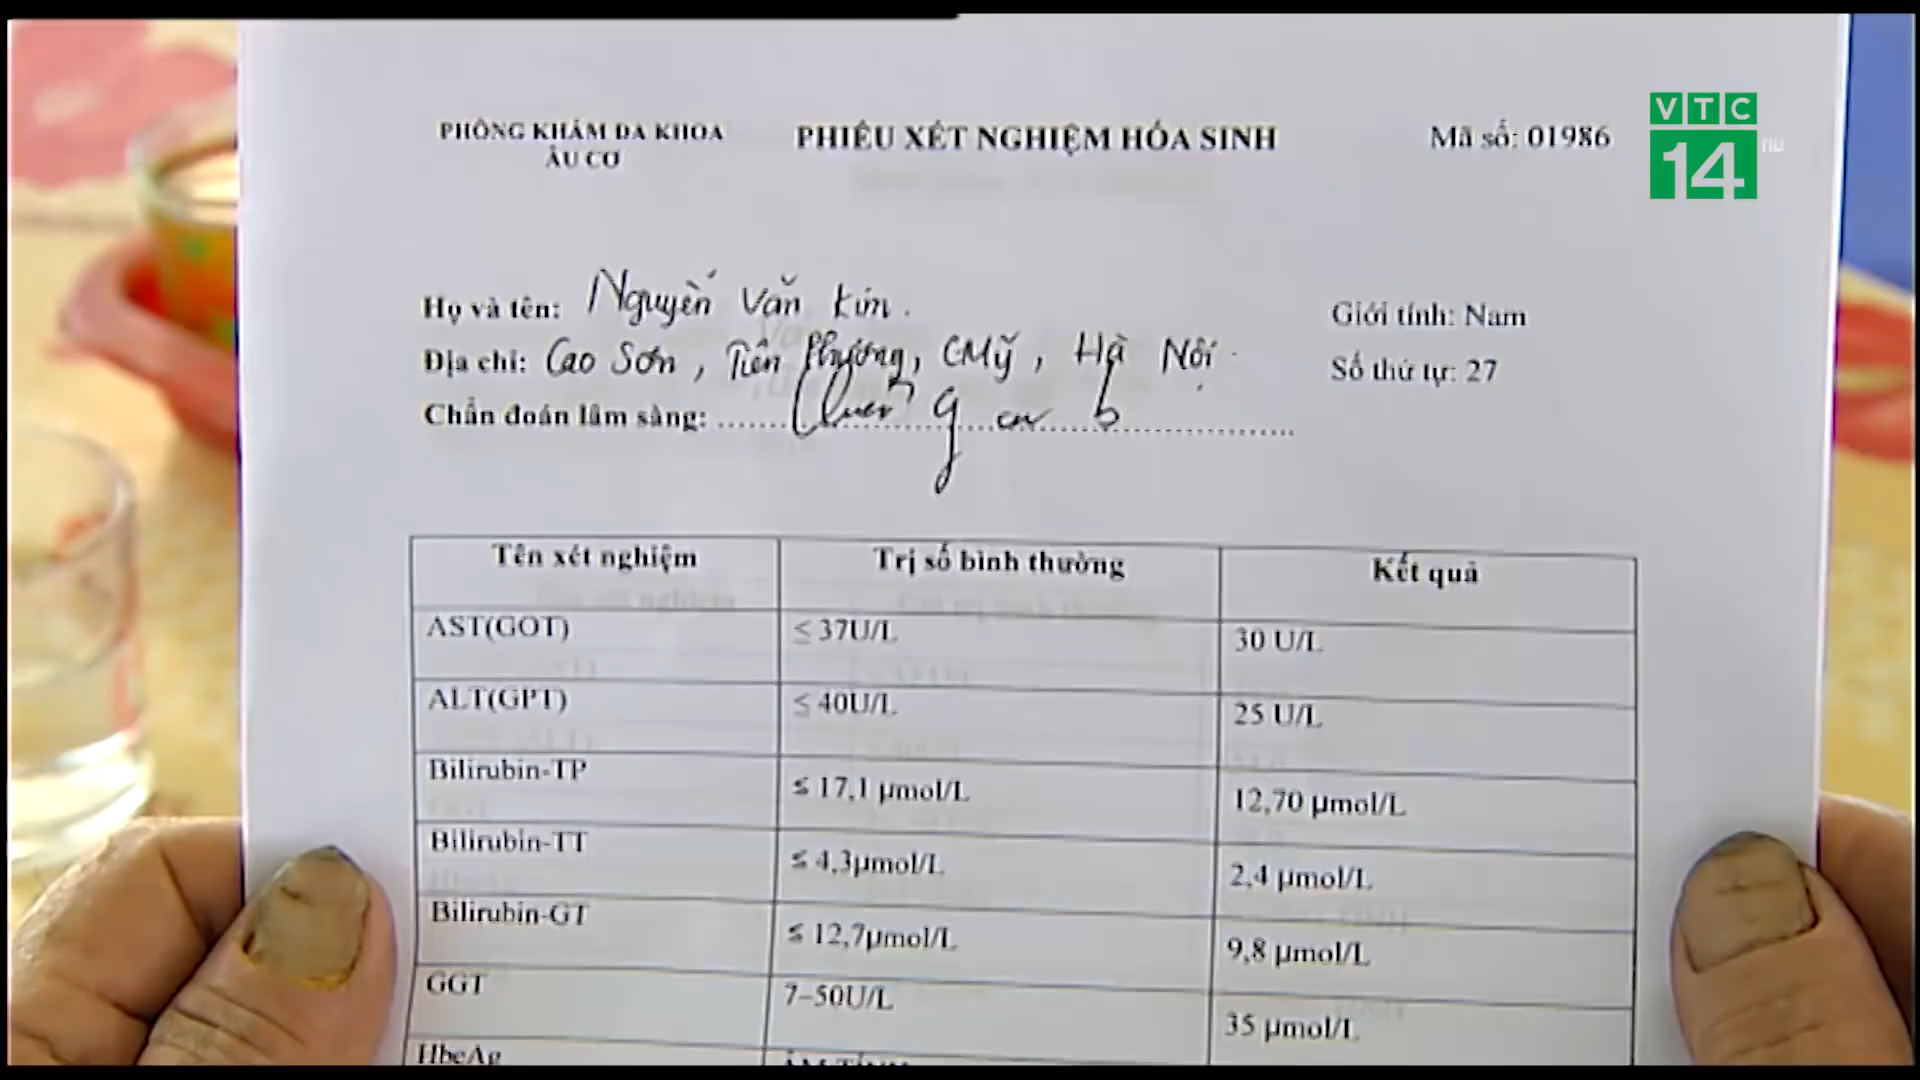 PHÒNG KHÁM ĐA KHOA
ÂU CƠ
PHIẾU XÉT NGHIỆM HÓA SINH
Mã số: 01986
VTC
14
Họ và tên: Nguyễn Văn Kín.
Giới tính: Nam
Địa chỉ: Cao Sơn, Tiên Phương, CMỹ, Hà Nội.
Số thứ tự: 27
Chẩn đoán lâm sàng:
Tên xét nghiệm Trị số bình thường Kết quả
AST(GOT) ≤ 37U/L 30 U/L
ALT(GPT) ≤ 40U/L 25 U/L
Bilirubin-TP ≤ 17,1 µmol/L 12,70 µmol/L
Bilirubin-TT ≤ 4,3µmol/L 2,4 µmol/L
Bilirubin-GT ≤ 12,7µmol/L 9,8 µmol/L
GGT 7–50U/L 35 µmol/L
HbeAg ÂM TÍNH